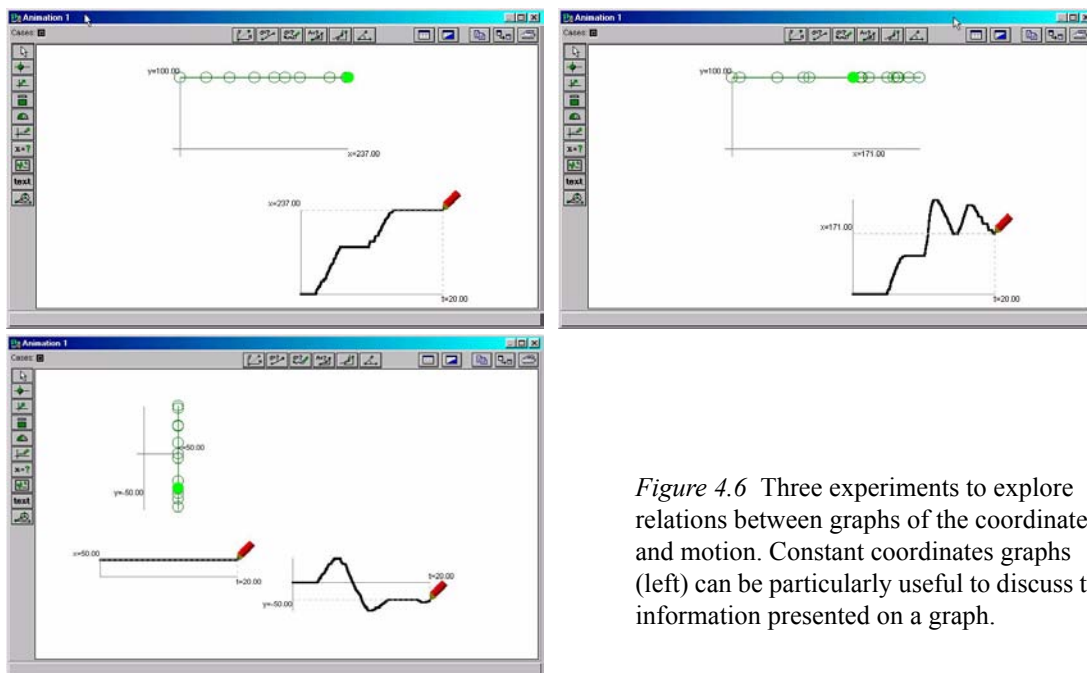 Animation 1
Cases:
y=100.00
x=237.00
x=237.00
t=20.00
x=?
text
Animation 1
Cases:
y=100.00
x=171.00
x=171.00
t=20.00
x=?
text
Animation 1
Cases:
x=50.00
y=-50.00
x=50.00
t=20.00
t=20.00
y=-50.00
x=?
text
Figure 4.6 Three experiments to explore
relations between graphs of the coordinate
and motion. Constant coordinates graphs
(left) can be particularly useful to discuss t
information presented on a graph.